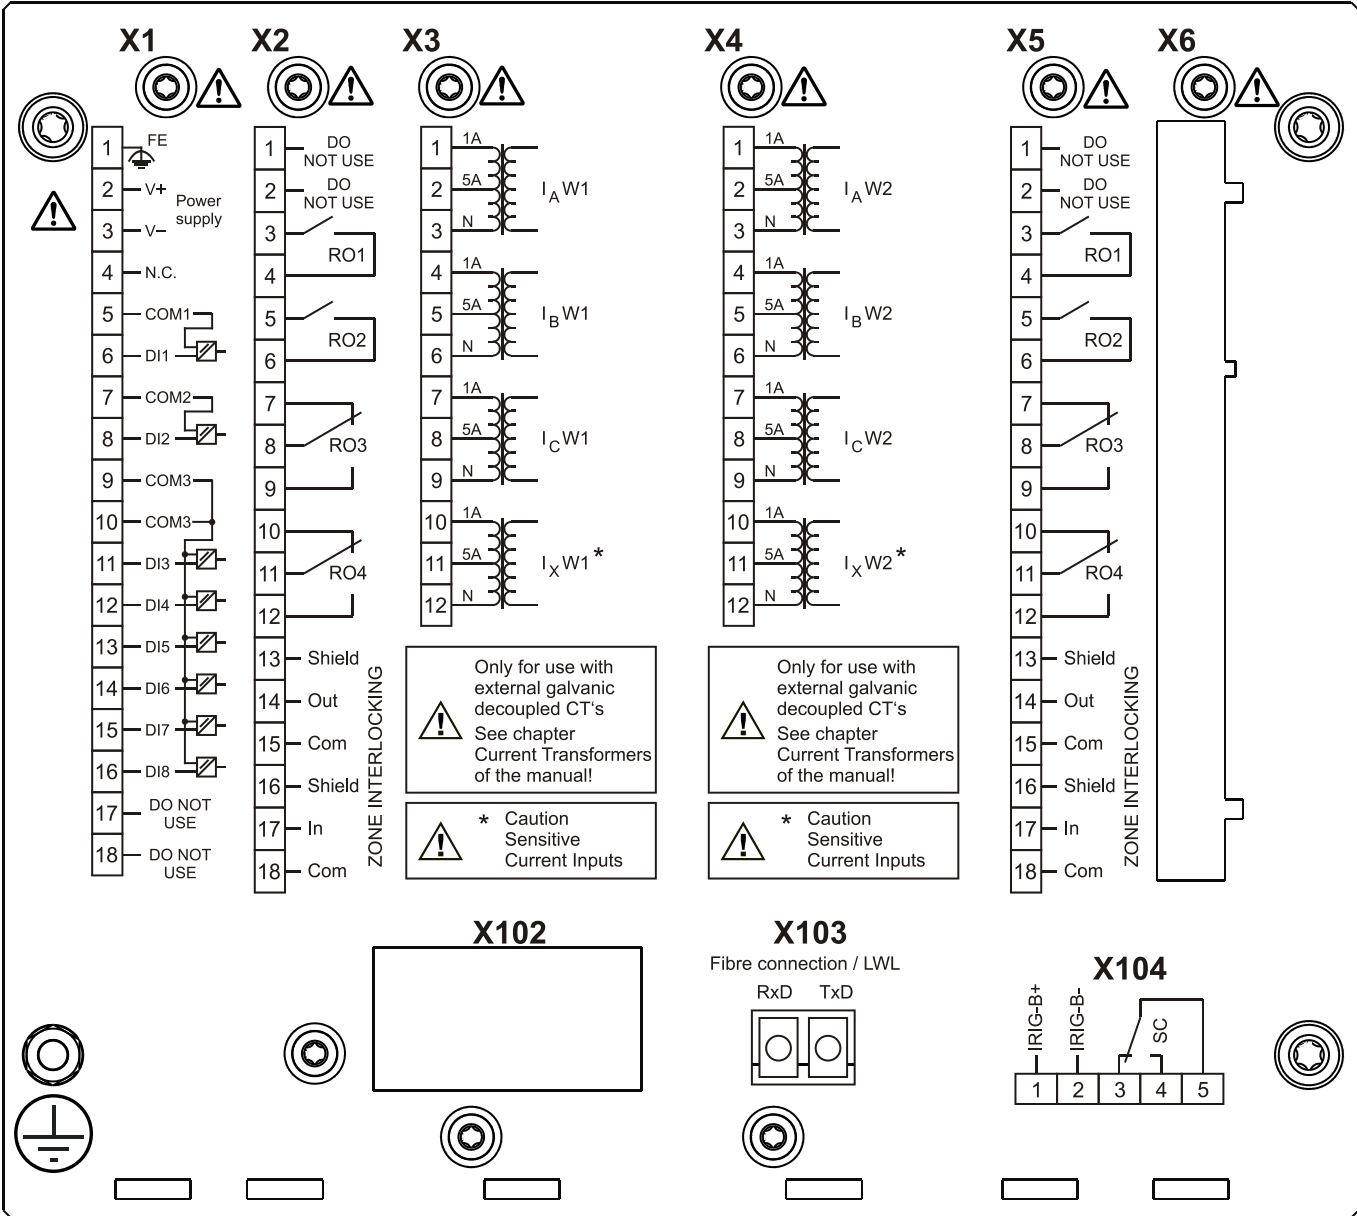 X1
X2
X3
X4
X5
X6
1 FE
2 V+
Power
supply
3 V–
4 N.C.
5 COM1
6 DI1
7 COM2
8 DI2
9 COM3
10 COM3
11 DI3
12 DI4
13 DI5
14 DI6
15 DI7
16 DI8
17 DO NOT
USE
18 DO NOT
USE
1 DO
NOT USE
2 DO
NOT USE
3
RO1
4
5
RO2
6
7
8 RO3
9
10
11 RO4
12
13 Shield
14 Out
15 Com
16 Shield
17 In
18 Com
ZONE INTERLOCKING
1 1A
2 5A IAW1
3 N
4 1A
5 5A IBW1
6 N
7 1A
8 5A ICW1
9 N
10 1A
11 5A IXW1*
12 N
Only for use with
external galvanic
decoupled CT‘s
See chapter
Current Transformers
of the manual!
* Caution
Sensitive
Current Inputs
1 1A
2 5A IAW2
3 N
4 1A
5 5A IBW2
6 N
7 1A
8 5A ICW2
9 N
10 1A
11 5A IXW2*
12 N
Only for use with
external galvanic
decoupled CT‘s
See chapter
Current Transformers
of the manual!
* Caution
Sensitive
Current Inputs
1 DO
NOT USE
2 DO
NOT USE
3
RO1
4
5
RO2
6
7
8 RO3
9
10
11 RO4
12
13 Shield
14 Out
15 Com
16 Shield
17 In
18 Com
ZONE INTERLOCKING
X102
X103
Fibre connection / LWL
RxD TxD
X104
IRIG-B+
IRIG-B-
SC
1 2 3 4 5